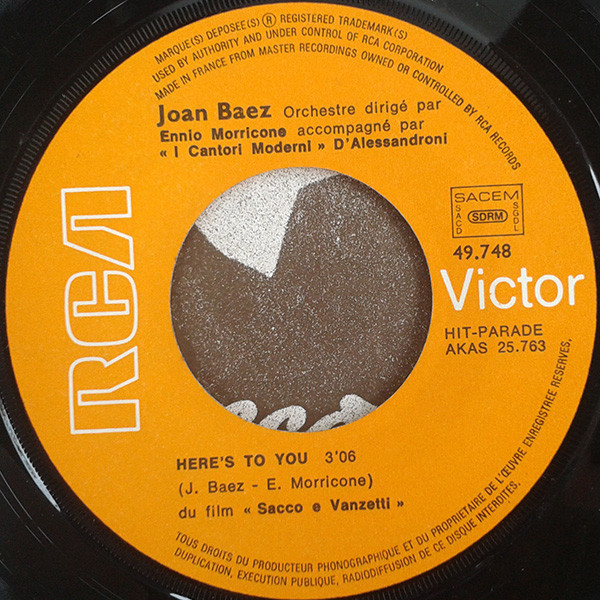 MARQUE(S) DEPOSEE(S) ® REGISTERED TRADEMARK(S)
USED BY AUTHORITY AND UNDER CONTROL OF RCA CORPORATION
MADE IN FRANCE FROM MASTER RECORDINGS OWNED OR CONTROLLED BY RCA RECORDS
Joan Baez Orchestre dirigé par
Ennio Morricone accompagné par
« I Cantori Moderni » D'Alessandroni
RCA
SACEM
SACD SDRM SGDL
49.748
Victor
HIT-PARADE
AKAS 25.763
HERE'S TO YOU 3'06
(J. Baez - E. Morricone)
du film « Sacco e Vanzetti »
TOUS DROITS DU PRODUCTEUR PHONOGRAPHIQUE ET DU PROPRIETAIRE DE L'ŒUVRE ENREGISTREE RESERVES,
DUPLICATION, EXECUTION PUBLIQUE, RADIODIFFUSION DE CE DISQUE INTERDITES.